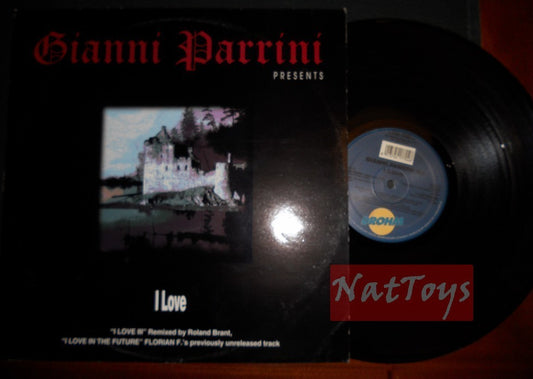 Gianni Parrini
PRESENTS
I Love
"I LOVE III" Remixed by Roland Brant,
"I LOVE IN THE FUTURE" FLORIAN F.'s previously unreleased track
NatToys